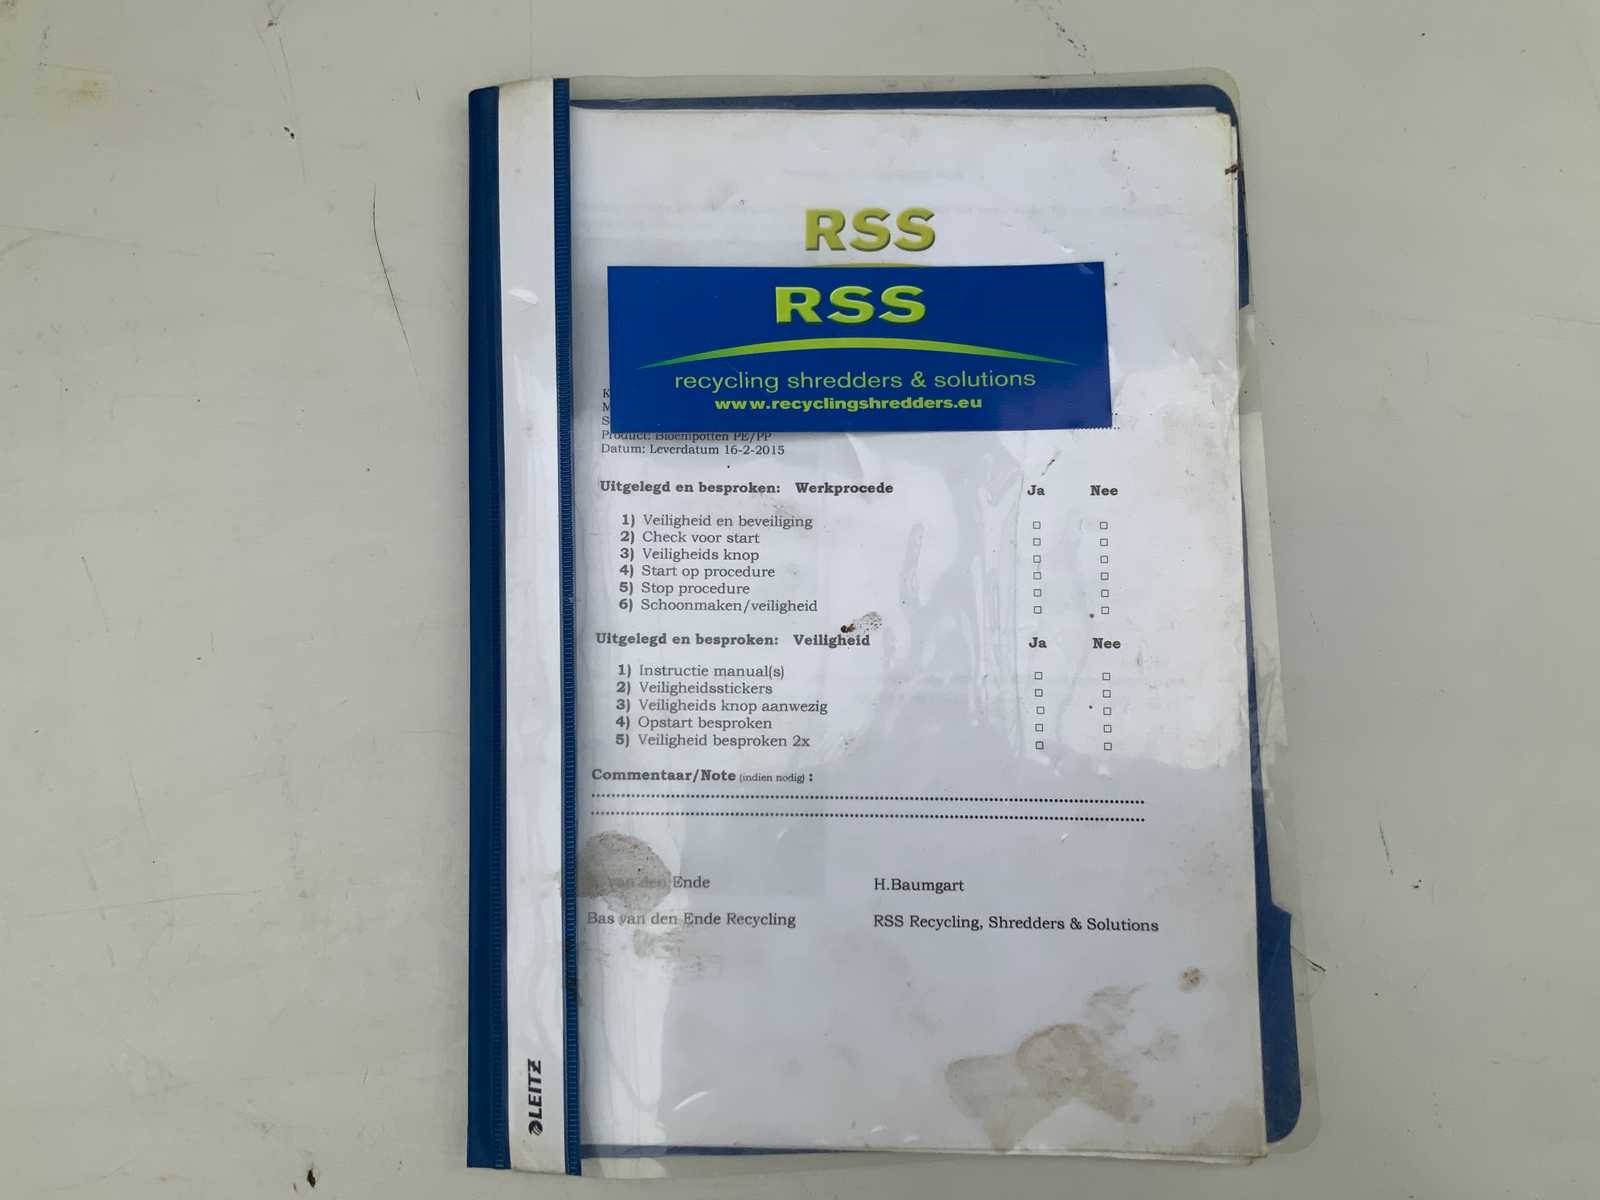 RSS
RSS
recycling shredders & solutions
www.recyclingshredders.eu
K
M
S
Product: Bloempotten PE/PP
Datum: Leverdatum 16-2-2015
Uitgelegd en besproken: Werkprocede Ja Nee
1) Veiligheid en beveiliging
2) Check voor start
3) Veiligheids knop
4) Start op procedure
5) Stop procedure
6) Schoonmaken/veiligheid
Uitgelegd en besproken: Veiligheid Ja Nee
1) Instructie manual(s)
2) Veiligheidsstickers
3) Veiligheids knop aanwezig
4) Opstart besproken
5) Veiligheid besproken 2x
Commentaar/Note (indien nodig) :
van den Ende H.Baumgart
Bas van den Ende Recycling RSS Recycling, Shredders & Solutions
LEITZ